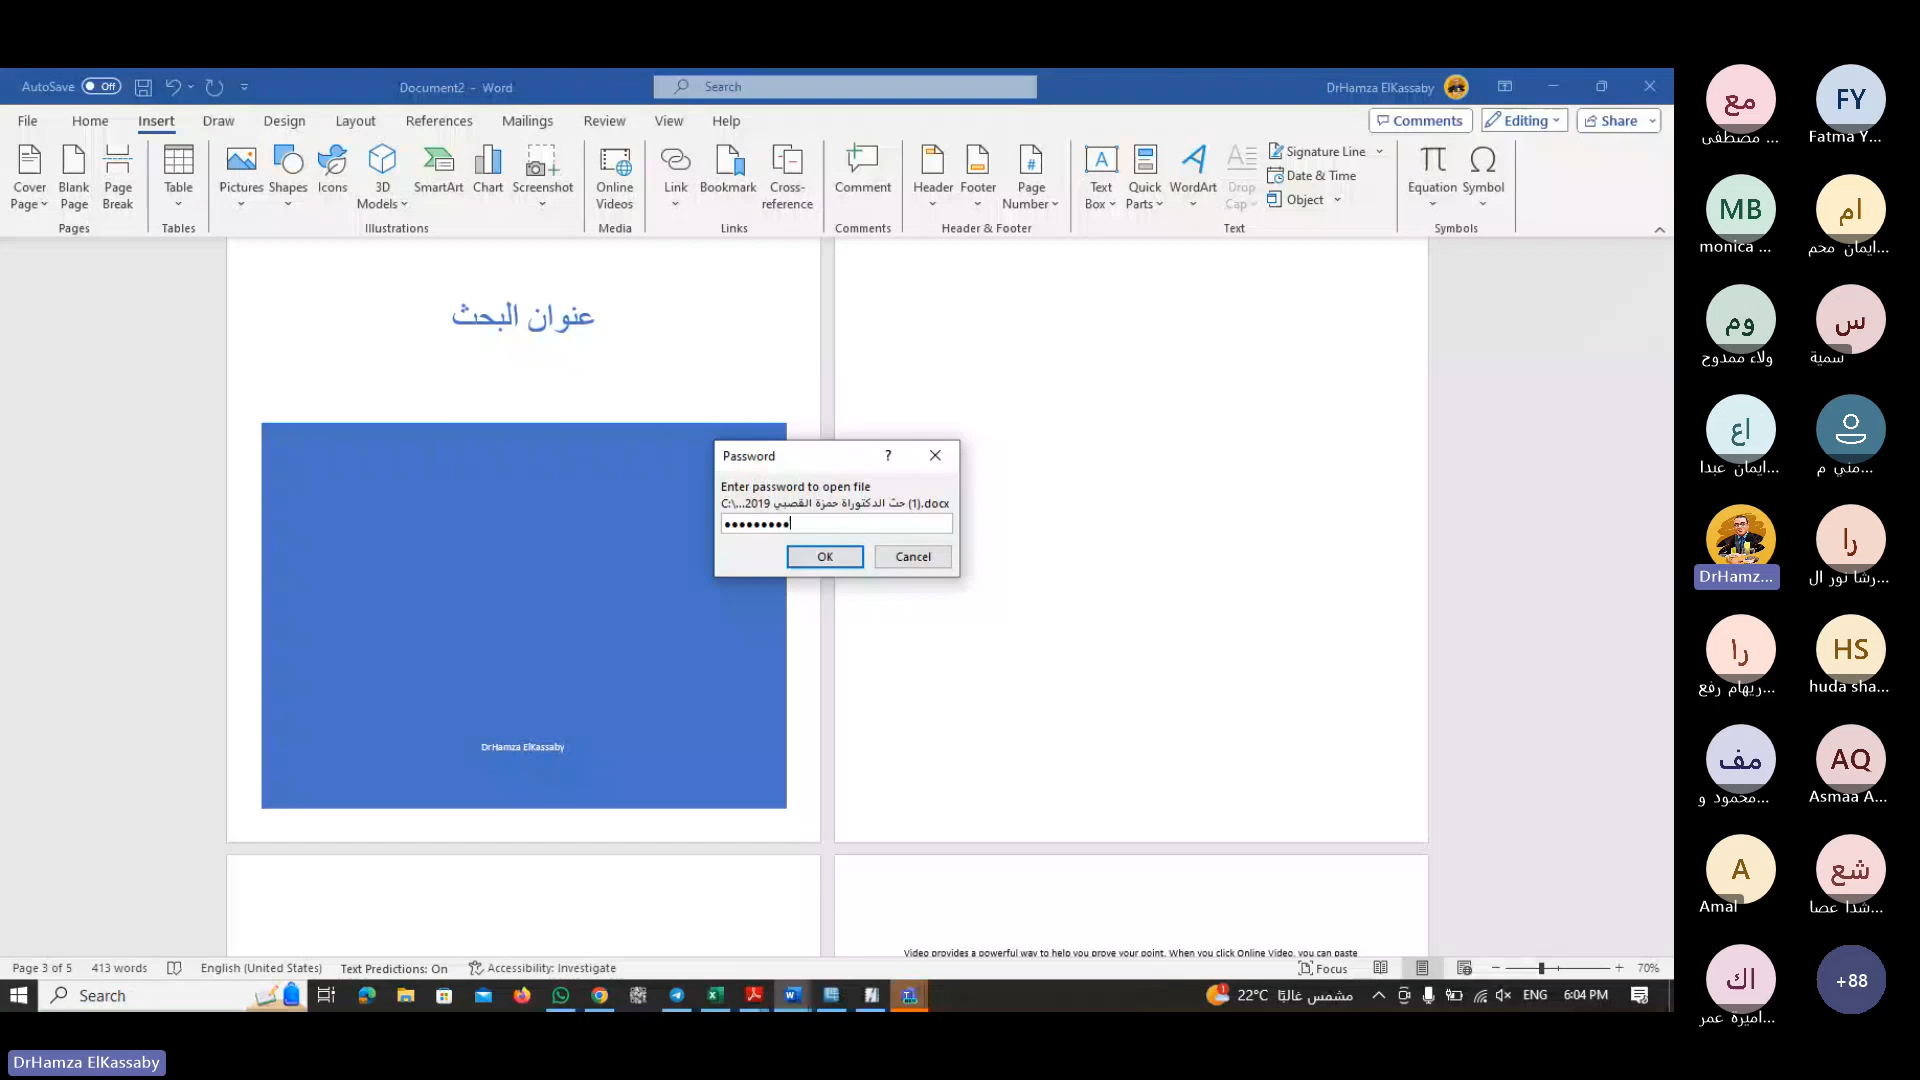 AutoSave Off
Document2 - Word
Search
DrHamza ElKassaby
File Home Insert Draw Design Layout References Mailings Review View Help
Comments Editing Share
Cover Page
Blank Page
Page Break
Pages
Table
Tables
Pictures
Shapes
Icons
3D Models
SmartArt
Chart
Screenshot
Illustrations
Online Videos
Media
Link
Bookmark
Cross-reference
Links
Comment
Comments
Header
Footer
Page Number
Header & Footer
Text Box
Quick Parts
WordArt
Drop Cap
Signature Line
Date & Time
Object
Text
Equation
Symbol
Symbols
عنوان البحث
DrHamza ElKassaby
Password ?
Enter password to open file
C:\...2019 حث الدكتوراة حمزة القصبي (1).docx
OK Cancel
Video provides a powerful way to help you prove your point. When you click Online Video, you can paste
Page 3 of 5 413 words English (United States) Text Predictions: On Accessibility: Investigate
Focus 70%
Search
22°C مشمس غالبًا ENG 6:04 PM
مع
مصطفى ...
FY
Fatma Y...
MB
monica ...
ام
ايمان محم...
وم
ولاء ممدوح
س
سمية
اع
ايمان عبدا...
مني م...
DrHamz...
را
رشا نور ال...
را
ريهام رفع...
HS
huda sha...
مف
محمود و...
AQ
Asmaa A...
A
Amal
شع
شذا عصا...
اك
اميرة عمر...
+88
DrHamza ElKassaby